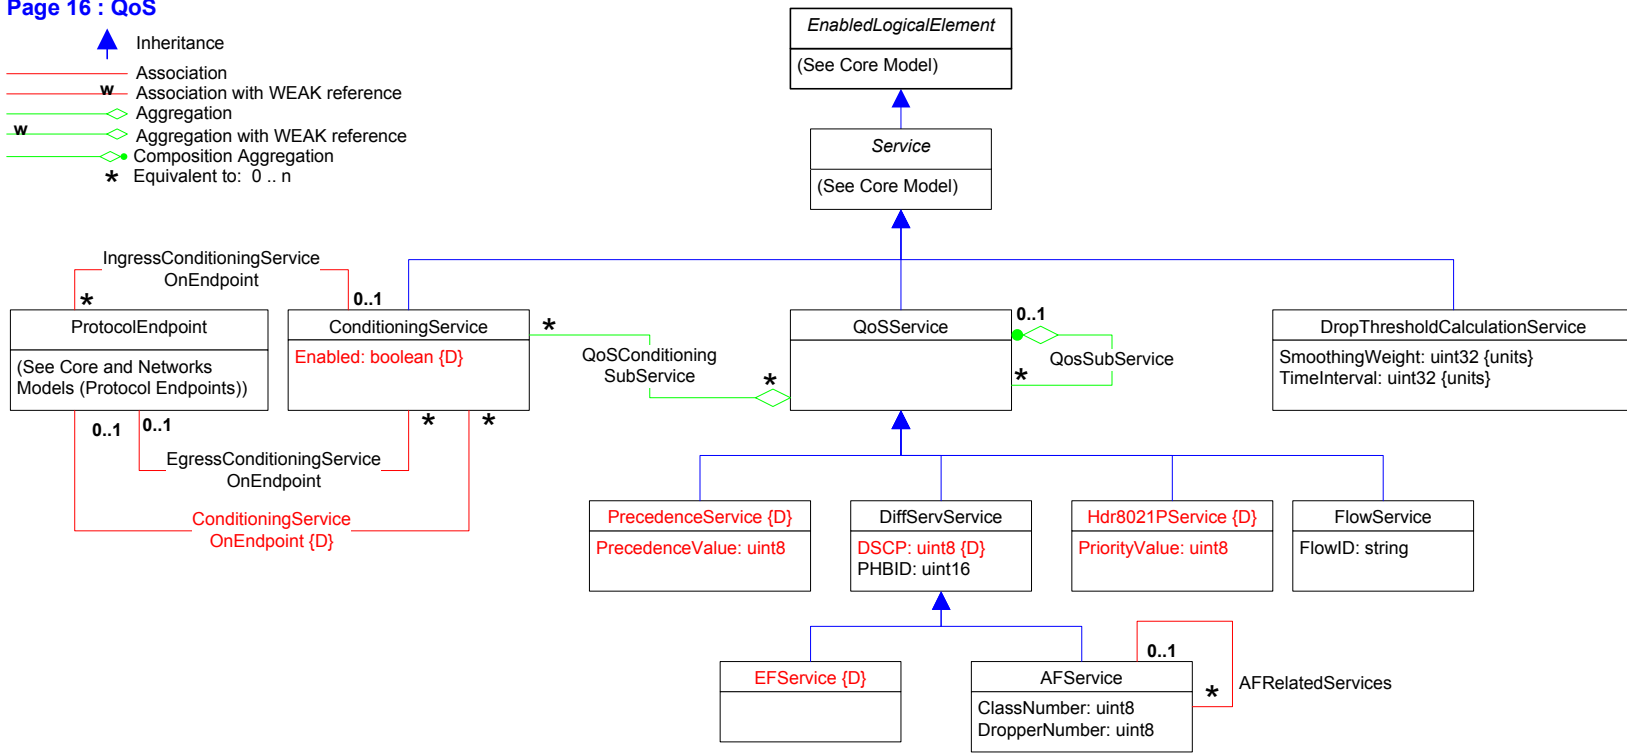 Page 16 : QoS
Inheritance
Association
w
Association with WEAK reference
Aggregation
w
Aggregation with WEAK reference
Composition Aggregation
* Equivalent to: 0 .. n
EnabledLogicalElement
(See Core Model)
Service
(See Core Model)
IngressConditioningService
OnEndpoint
*
0..1
ProtocolEndpoint
(See Core and Networks
Models (Protocol Endpoints))
ConditioningService
Enabled: boolean {D}
*
QoSConditioning
SubService
*
QoSService
0..1
QosSubService
*
DropThresholdCalculationService
SmoothingWeight: uint32 {units}
TimeInterval: uint32 {units}
0..1
0..1
*
*
EgressConditioningService
OnEndpoint
ConditioningService
OnEndpoint {D}
PrecedenceService {D}
PrecedenceValue: uint8
DiffServService
DSCP: uint8 {D}
PHBID: uint16
Hdr8021PService {D}
PriorityValue: uint8
FlowService
FlowID: string
EFService {D}
AFService
ClassNumber: uint8
DropperNumber: uint8
0..1
*
AFRelatedServices